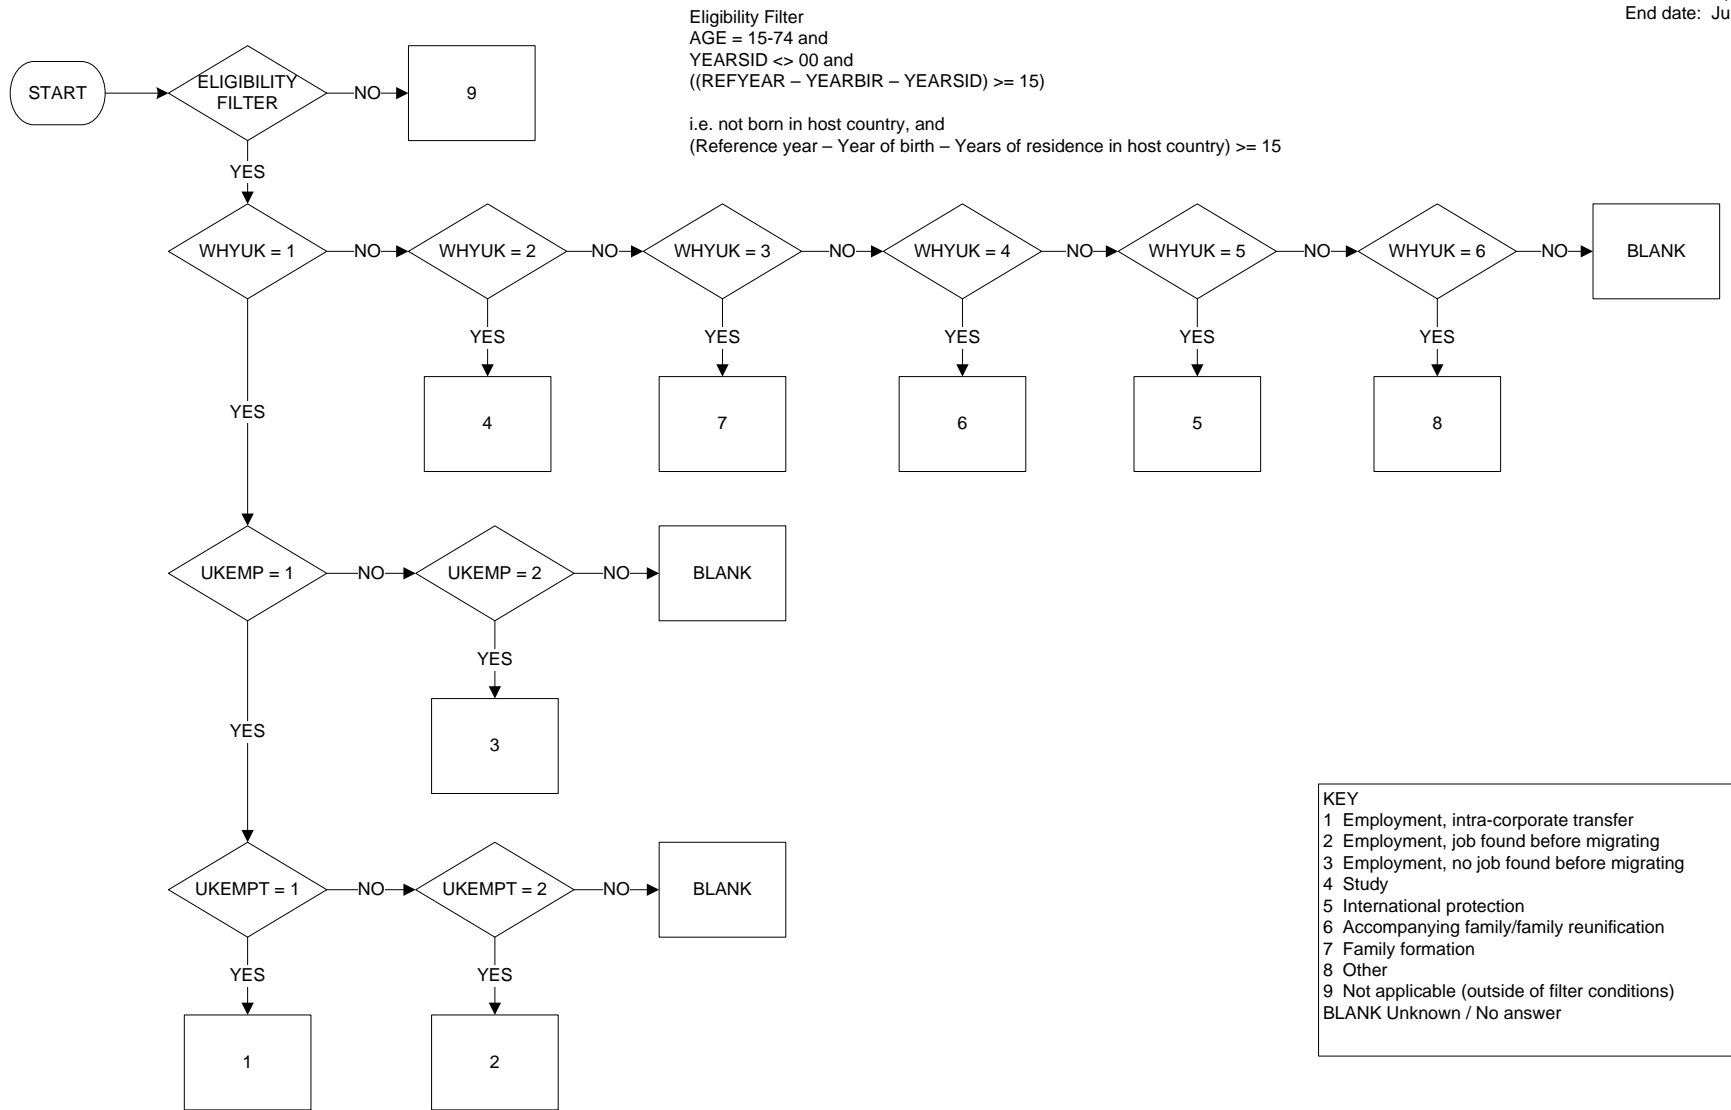 Eligibility Filter
AGE = 15-74 and
YEARSID <> 00 and
((REFYEAR – YEARBIR – YEARSID) >= 15)
i.e. not born in host country, and
(Reference year – Year of birth – Years of residence in host country) >= 15
End date:
START
ELIGIBILITY
FILTER
NO
9
YES
WHYUK = 1
NO
WHYUK = 2
NO
WHYUK = 3
NO
WHYUK = 4
NO
WHYUK = 5
NO
WHYUK = 6
NO
BLANK
YES
YES
YES
YES
YES
YES
4
7
6
5
8
UKEMP = 1
NO
UKEMP = 2
NO
BLANK
YES
YES
3
UKEMPT = 1
NO
UKEMPT = 2
NO
BLANK
YES
YES
1
2
KEY
1 Employment, intra-corporate transfer
2 Employment, job found before migrating
3 Employment, no job found before migrating
4 Study
5 International protection
6 Accompanying family/family reunification
7 Family formation
8 Other
9 Not applicable (outside of filter conditions)
BLANK Unknown / No answer